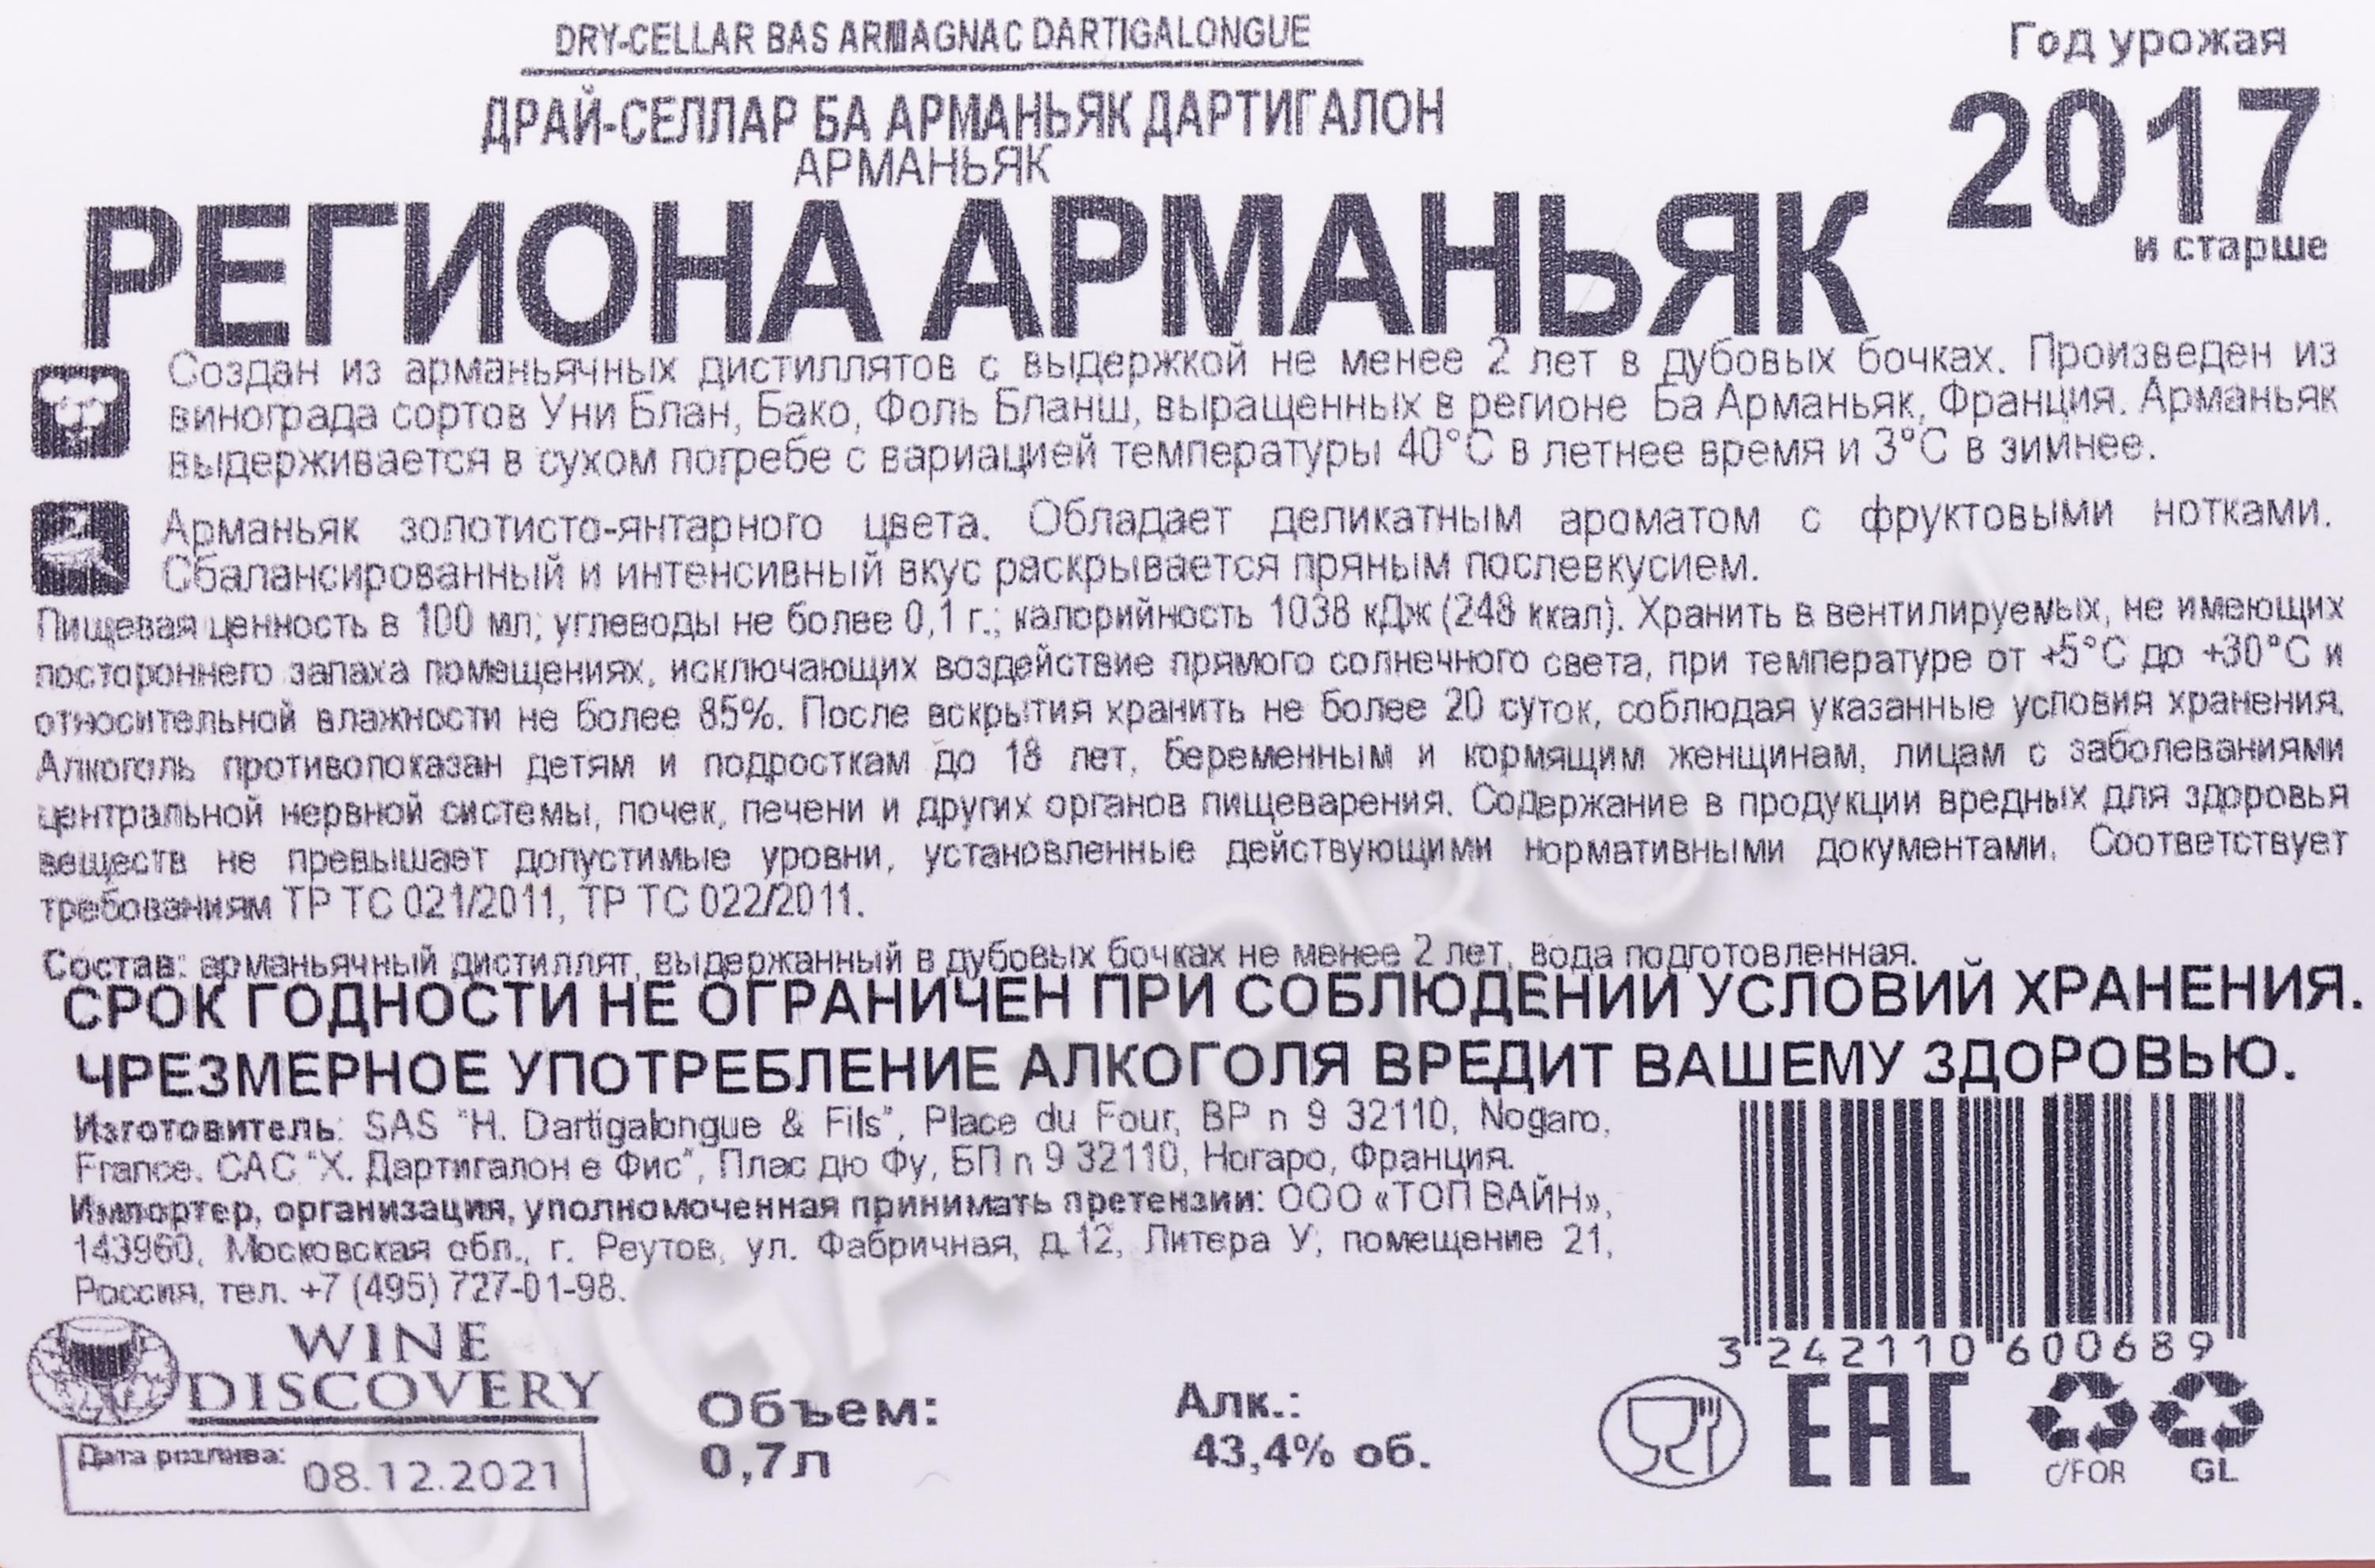 DRY-CELLAR BAS ARMAGNAC DARTIGALONGUE
ДРАЙ-СЕЛЛАР БА АРМАНЬЯК ДАРТИГАЛОН
АРМАНЬЯК
РЕГИОНА АРМАНЬЯК
Год урожая
2017
и старше
Создан из арманьячных дистиллятов с выдержкой не менее 2 лет в дубовых бочках. Произведен из
винограда сортов Уни Блан, Бако, Фоль Бланш, выращенных в регионе Ба Арманьяк, Франция. Арманьяк
выдерживается в сухом погребе с вариацией температуры 40°C в летнее время и 3°C в зимнее.
Арманьяк золотисто-янтарного цвета. Обладает деликатным ароматом с фруктовыми нотками.
Сбалансированный и интенсивный вкус раскрывается пряным послевкусием.
Пищевая ценность в 100 мл; углеводы не более 0,1 г.; калорийность 1038 кДж (248 ккал). Хранить в вентилируемых, не имеющих
постороннего запаха помещениях, исключающих воздействие прямого солнечного света, при температуре от +5°C до +30°C и
относительной влажности не более 85%. После вскрытия хранить не более 20 суток, соблюдая указанные условия хранения.
Алкоголь противопоказан детям и подросткам до 18 лет, беременным и кормящим женщинам, лицам с заболеваниями
центральной нервной системы, почек, печени и других органов пищеварения. Содержание в продукции вредных для здоровья
веществ не превышает допустимые уровни, установленные действующими нормативными документами. Соответствует
требованиям ТР ТС 021/2011, ТР ТС 022/2011.
Состав: арманьячный дистиллят, выдержанный в дубовых бочках не менее 2 лет, вода подготовленная.
СРОК ГОДНОСТИ НЕ ОГРАНИЧЕН ПРИ СОБЛЮДЕНИИ УСЛОВИЙ ХРАНЕНИЯ.
ЧРЕЗМЕРНОЕ УПОТРЕБЛЕНИЕ АЛКОГОЛЯ ВРЕДИТ ВАШЕМУ ЗДОРОВЬЮ.
Изготовитель: SAS "H. Dartigalongue & Fils", Place du Four, BP n 9 32110, Nogaro,
France. САС "Х. Дартигалон е Фис", Плас дю Фу, БП n 9 32110, Ногаро, Франция.
Импортер, организация, уполномоченная принимать претензии: ООО «ТОП ВАЙН»,
143960, Московская обл., г. Реутов, ул. Фабричная, д.12, Литера У, помещение 21,
Россия, тел. +7 (495) 727-01-98.
3 242110 600689
WINE
DISCOVERY
Дата розлива: 08.12.2021
Объем:
0,7л
Алк.:
43,4% об.
EAC
C/FOR
GL
CIGARPRO.RU